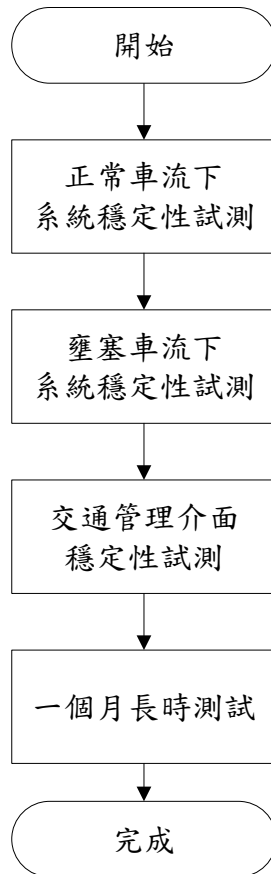 開始
正常車流下
系統穩定性試測
壅塞車流下
系統穩定性試測
交通管理介面
穩定性試測
一個月長時測試
完成